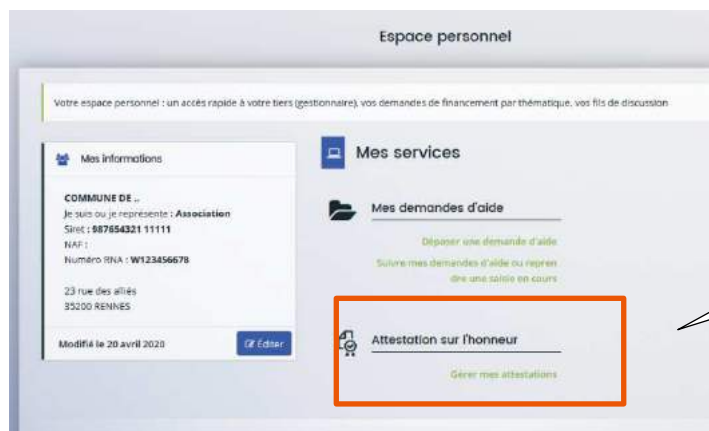 Espace personnel
Votre espace personnel : un accès rapide à votre tiers (gestionnaire), vos demandes de financement par thématique, vos fils de discussion
Mes informations
COMMUNE DE ..
Je suis ou je représente : Association
Siret : 987654321 11111
NAF :
Numéro RNA : W123456678
23 rue des alliés
35200 RENNES
Modifié le 20 avril 2020
Éditer
Mes services
Mes demandes d'aide
Déposer une demande d'aide
Suivre mes demandes d'aide ou repren
dre une saisie en cours
Attestation sur l'honneur
Gérer mes attestations